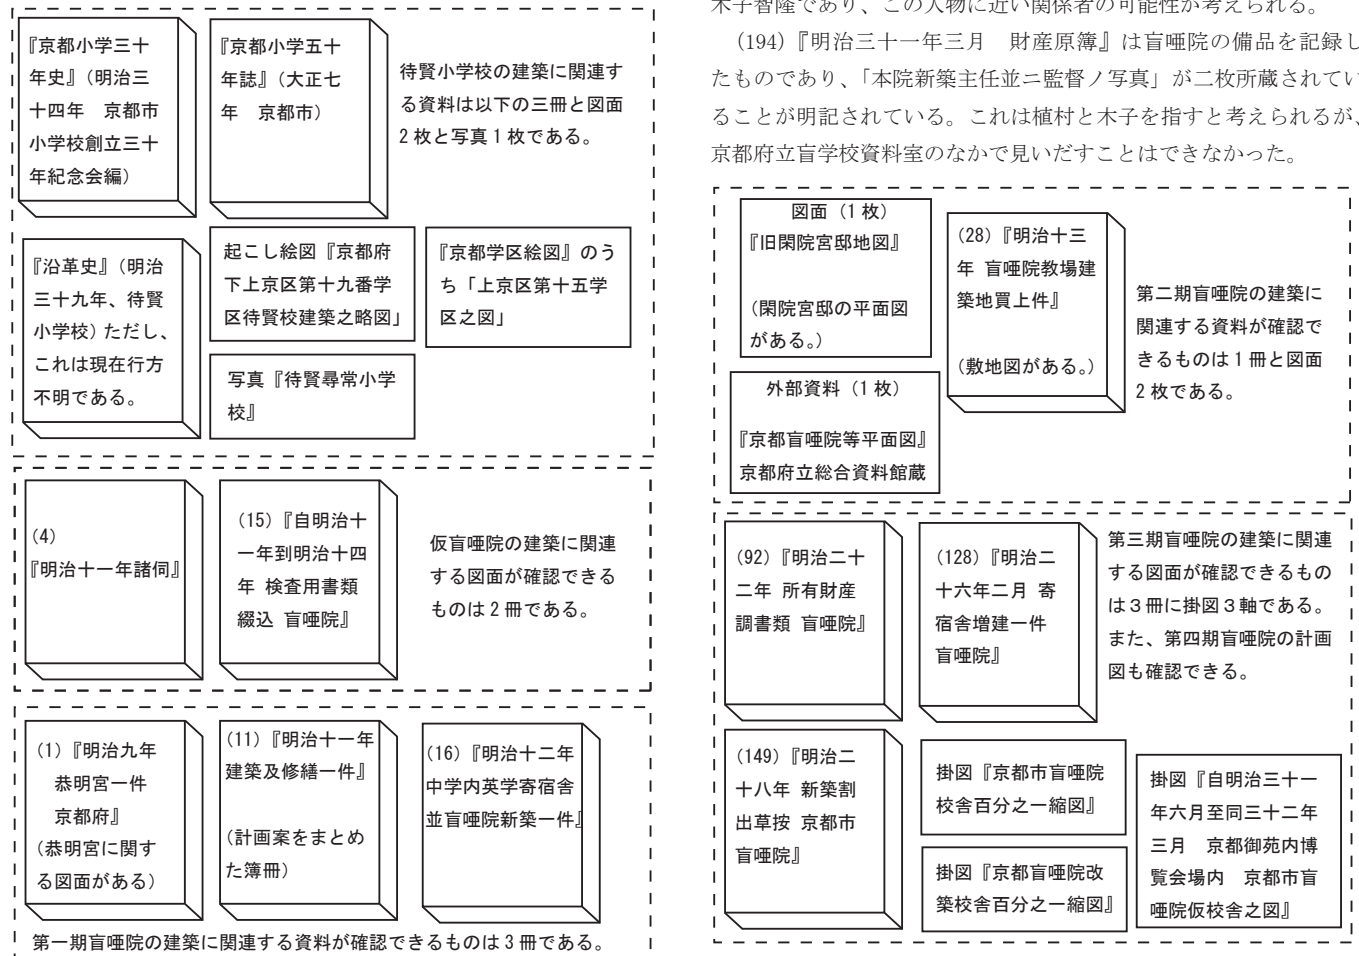 『京都小学三十
年史』（明治三
十四年　京都市
小学校創立三十
年紀念会編）
『京都小学五十
年誌』（大正七
年　京都市）
待賢小学校の建築に関連す
る資料は以下の三冊と図面
2 枚と写真 1 枚である。
『沿革史』（明治
三十九年、待賢
小学校）ただし、
これは現在行方
不明である。
起こし絵図『京都府
下上京区第十九番学
区待賢校建築之略図」
『京都学区絵図』のう
ち「上京区第十五学
区之図」
写真『待賢尋常小学
校』
(4)
『明治十一年諸伺』
(15)『自明治十
一年到明治十四
年 検査用書類
綴込 盲唖院』
仮盲唖院の建築に関連
する図面が確認できる
ものは 2 冊である。
(1)『明治九年
恭明宮一件
京都府』
（恭明宮に関す
る図面がある）
(11)『明治十一年
建築及修繕一件』
（計画案をまとめ
た簿冊）
(16)『明治十二年
中学内英学寄宿舎
並盲唖院新築一件』
第一期盲唖院の建築に関連する資料が確認できるものは 3 冊である。
木子智隆であり、この人物に近い関係者の可能性が考えられる。
(194)『明治三十一年三月　財産原簿』は盲唖院の備品を記録し
たものであり、「本院新築主任並ニ監督ノ写真」が二枚所蔵されてい
ることが明記されている。これは植村と木子を指すと考えられるが、
京都府立盲学校資料室のなかで見いだすことはできなかった。
図面（1 枚）
『旧閑院宮邸地図』
（閑院宮邸の平面図
がある。）
(28)『明治十三
年 盲唖院教場建
築地買上件』
（敷地図がある。）
第二期盲唖院の建築に
関連する資料が確認で
きるものは 1 冊と図面
2 枚である。
外部資料（1 枚）
『京都盲唖院等平面図』
京都府立総合資料館蔵
(92)『明治二十
二年 所有財産
調書類 盲唖院』
(128)『明治二
十六年二月 寄
宿舎増建一件
盲唖院』
第三期盲唖院の建築に関連
する図面が確認できるもの
は３冊に掛図３軸である。
また、第四期盲唖院の計画
図も確認できる。
(149)『明治二
十八年 新築割
出草按 京都市
盲唖院』
掛図『京都市盲唖院
校舎百分之一縮図』
掛図『京都盲唖院改
築校舎百分之一縮図』
掛図『自明治三十一
年六月至同三十二年
三月　京都御苑内博
覧会場内　京都市盲
唖院仮校舎之図』